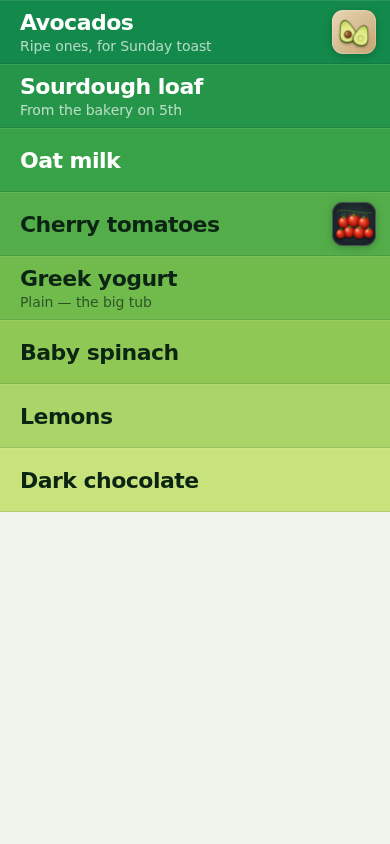 Avocados
Ripe ones, for Sunday toast
Sourdough loaf
From the bakery on 5th
Oat milk
Cherry tomatoes
Greek yogurt
Plain — the big tub
Baby spinach
Lemons
Dark chocolate